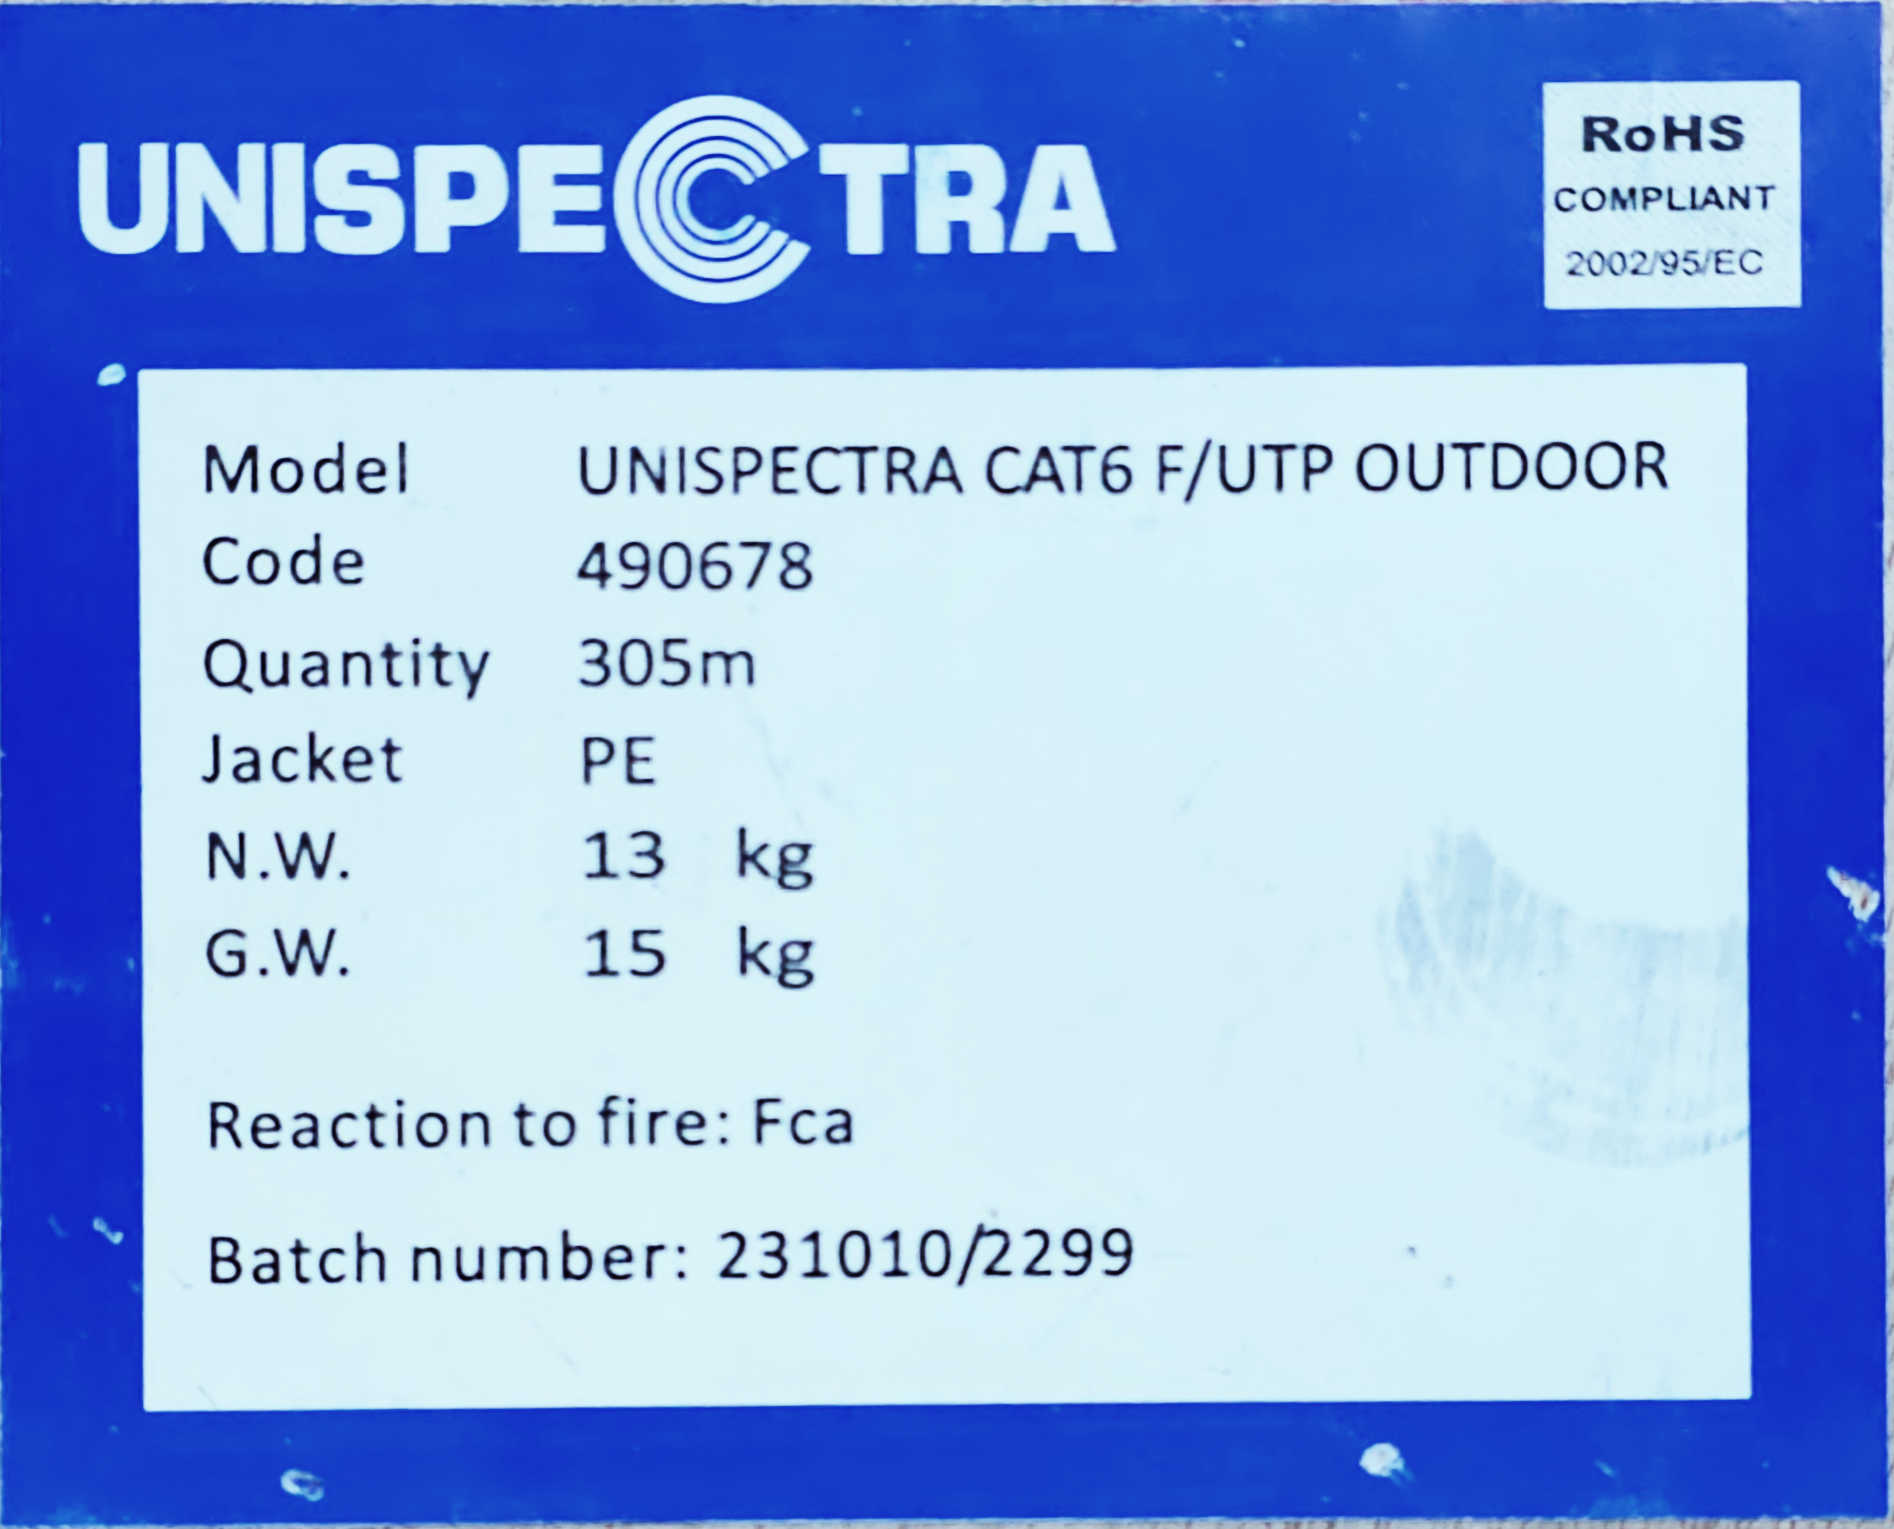 UNISPECTRA
RoHS
COMPLIANT
2002/95/EC
Model UNISPECTRA CAT6 F/UTP OUTDOOR
Code 490678
Quantity 305m
Jacket PE
N.W. 13 kg
G.W. 15 kg
Reaction to fire: Fca
Batch number: 231010/2299